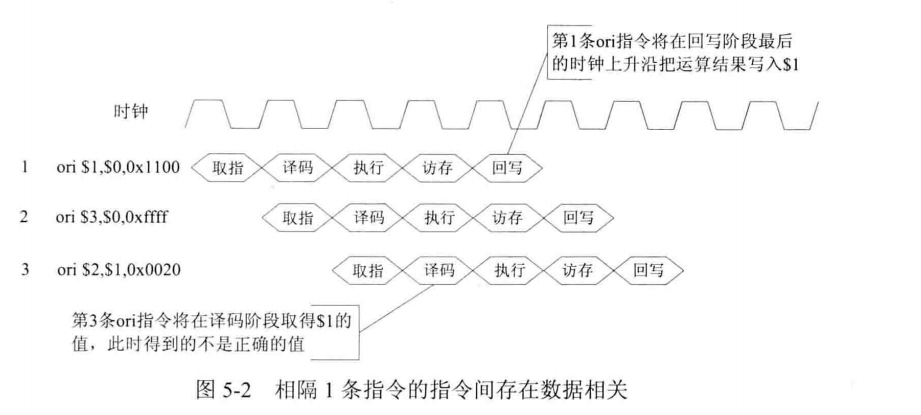 第1条ori指令将在回写阶段最后
的时钟上升沿把运算结果写入$1
时钟
1 ori $1,$0,0x1100 取指 译码 执行 访存 回写
2 ori $3,$0,0xffff 取指 译码 执行 访存 回写
3 ori $2,$1,0x0020 取指 译码 执行 访存 回写
第3条ori指令将在译码阶段取得$1的
值，此时得到的不是正确的值
图 5-2 相隔 1 条指令的指令间存在数据相关